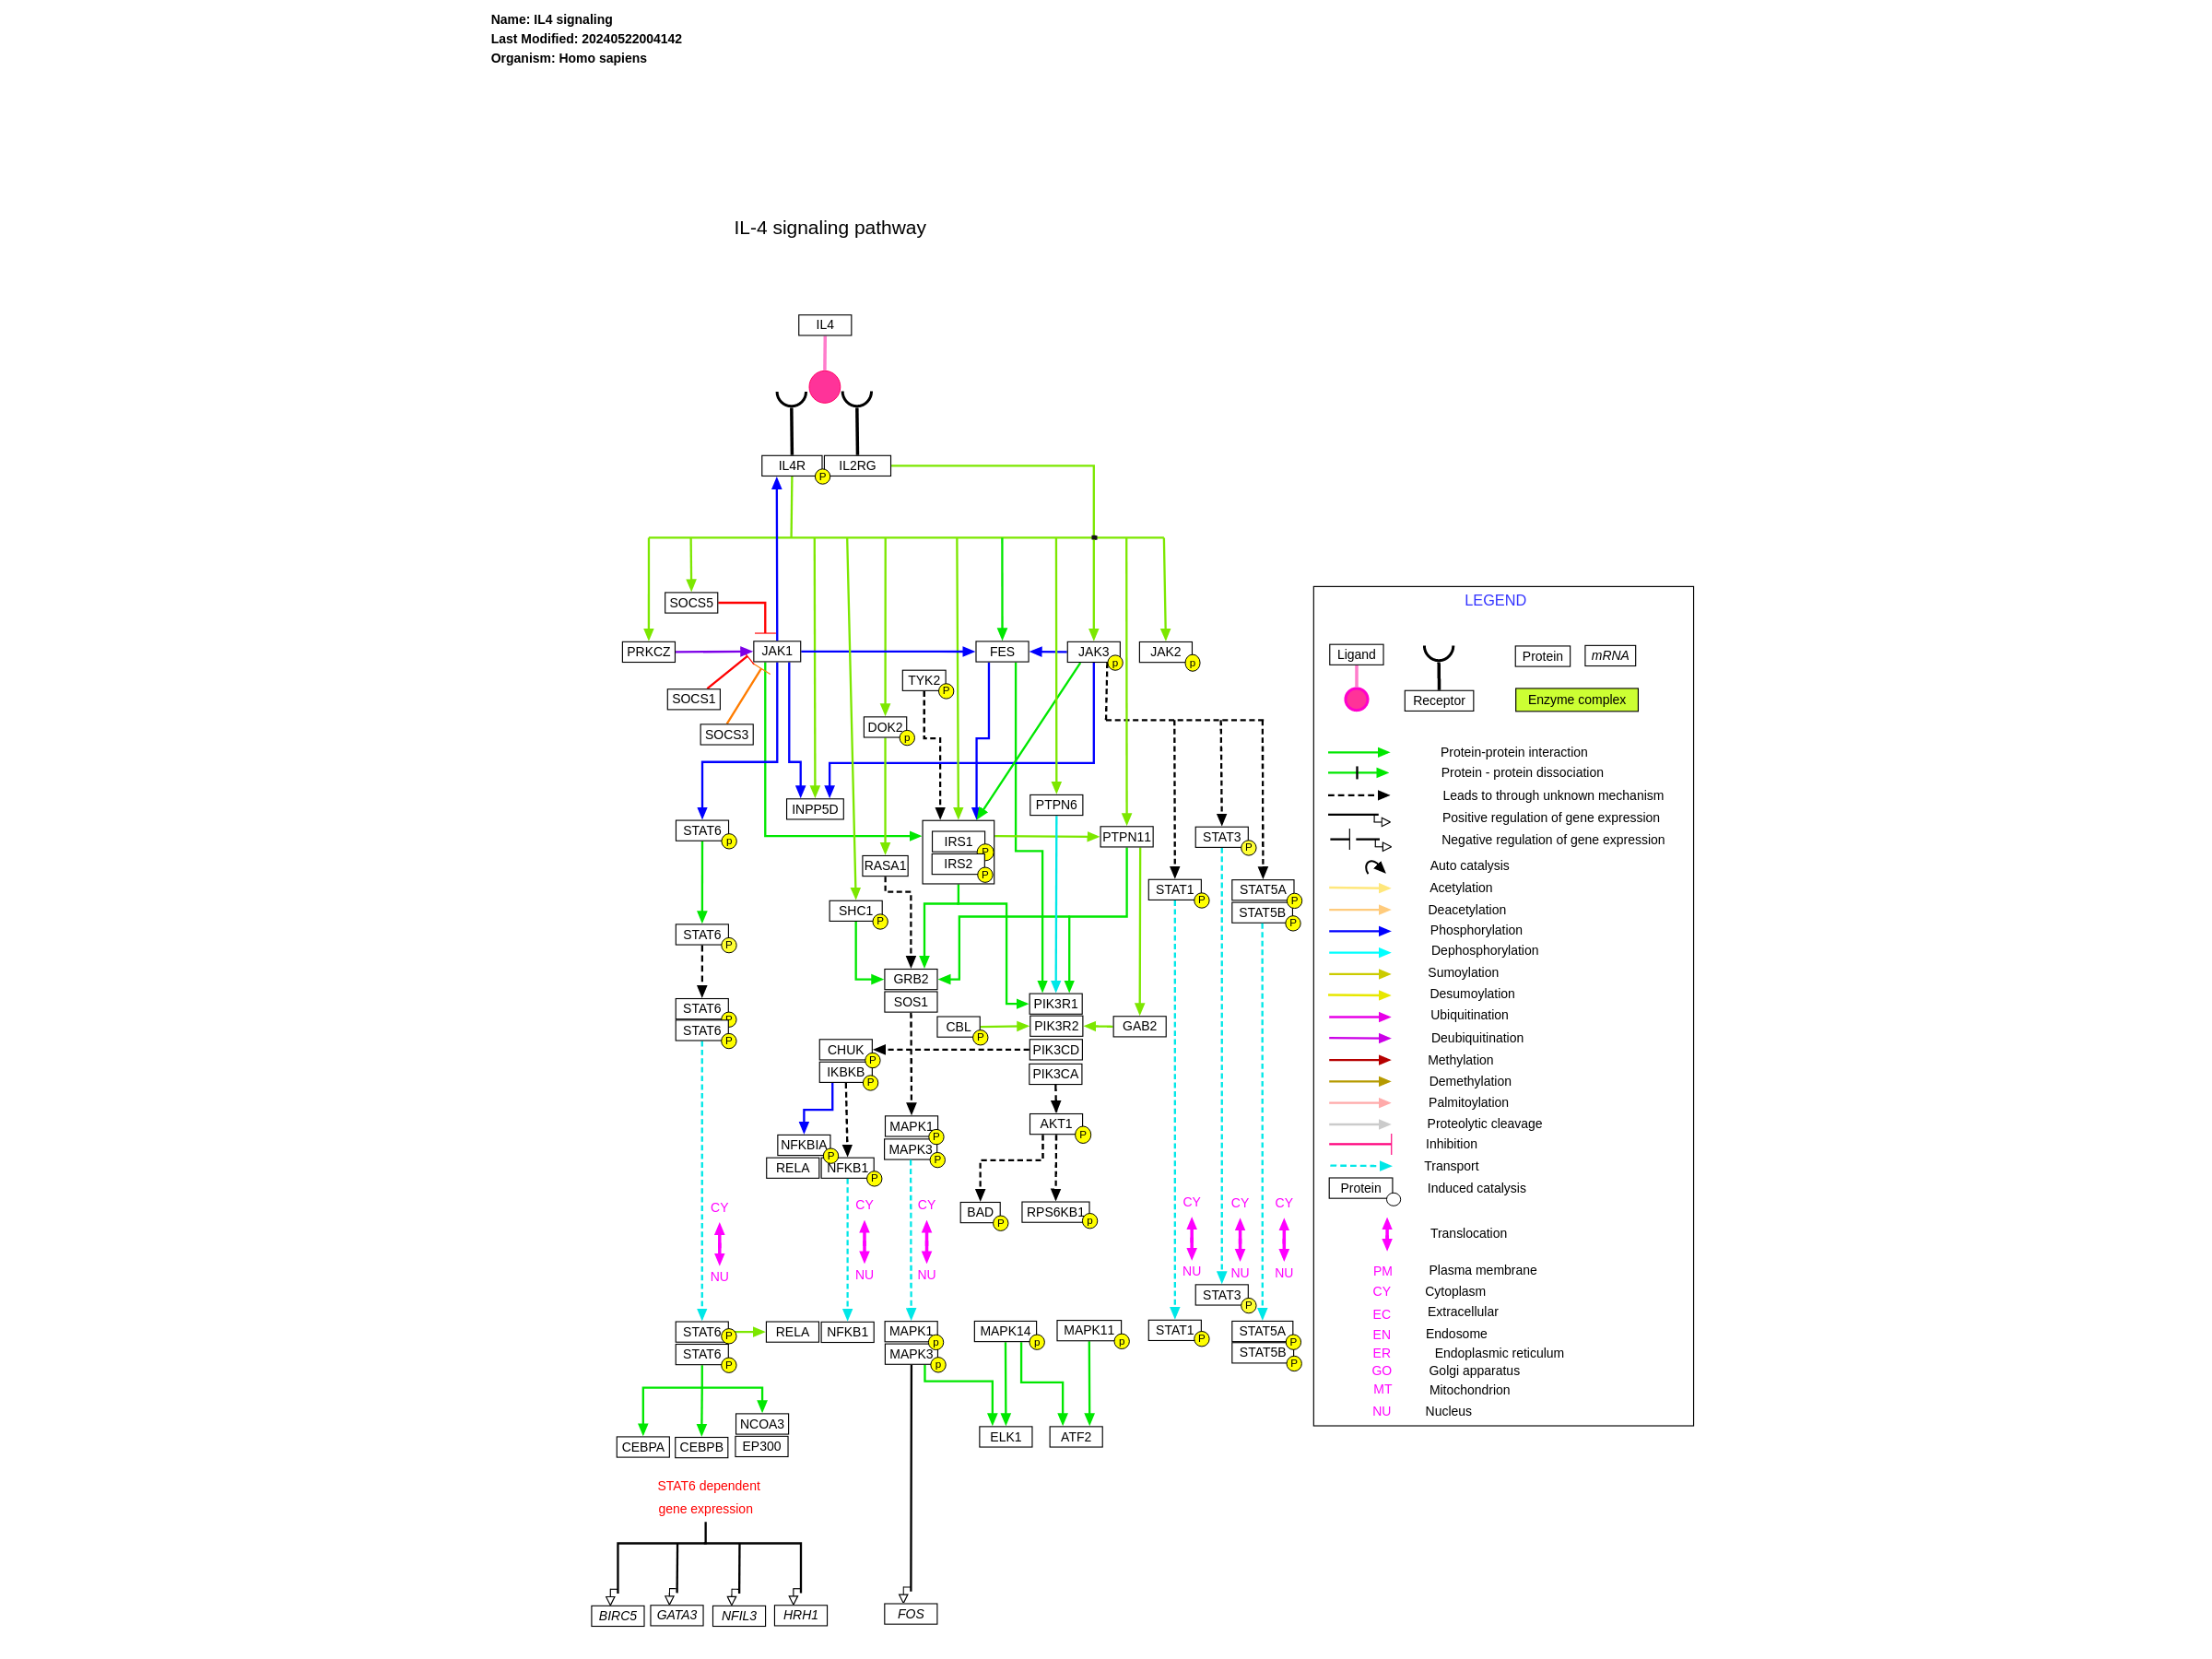 Name: IL4 signaling
Last Modified: 20240522004142
Organism: Homo sapiens
IL-4 signaling pathway
IL4
IL4R
P
IL2RG
SOCS5
PRKCZ
JAK1
FES
JAK3
p
JAK2
p
SOCS1
TYK2
P
SOCS3
DOK2
p
INPP5D
PTPN6
STAT6
p
IRS1
P
IRS2
P
PTPN11
STAT3
P
RASA1
STAT1
P
STAT5A
P
STAT5B
P
SHC1
P
STAT6
P
GRB2
SOS1
PIK3R1
PIK3R2
PIK3CD
PIK3CA
CBL
P
GAB2
STAT6
P
STAT6
P
CHUK
P
IKBKB
P
MAPK1
P
MAPK3
P
AKT1
P
NFKBIA
P
RELA
NFKB1
P
BAD
P
RPS6KB1
p
CY
NU
CY
NU
CY
NU
CY
NU
CY
NU
CY
NU
STAT3
P
STAT6
P
STAT6
P
RELA
NFKB1
MAPK1
p
MAPK3
p
MAPK14
p
MAPK11
p
STAT1
P
STAT5A
P
STAT5B
P
NCOA3
EP300
CEBPA
CEBPB
ELK1
ATF2
STAT6 dependent
gene expression
BIRC5
GATA3
NFIL3
HRH1
FOS
LEGEND
Ligand
Receptor
Protein
mRNA
Enzyme complex
Protein-protein interaction
Protein - protein dissociation
Leads to through unknown mechanism
Positive regulation of gene expression
Negative regulation of gene expression
Auto catalysis
Acetylation
Deacetylation
Phosphorylation
Dephosphorylation
Sumoylation
Desumoylation
Ubiquitination
Deubiquitination
Methylation
Demethylation
Palmitoylation
Proteolytic cleavage
Inhibition
Transport
Protein
Induced catalysis
Translocation
PM Plasma membrane
CY Cytoplasm
EC Extracellular
EN Endosome
ER Endoplasmic reticulum
GO Golgi apparatus
MT Mitochondrion
NU Nucleus